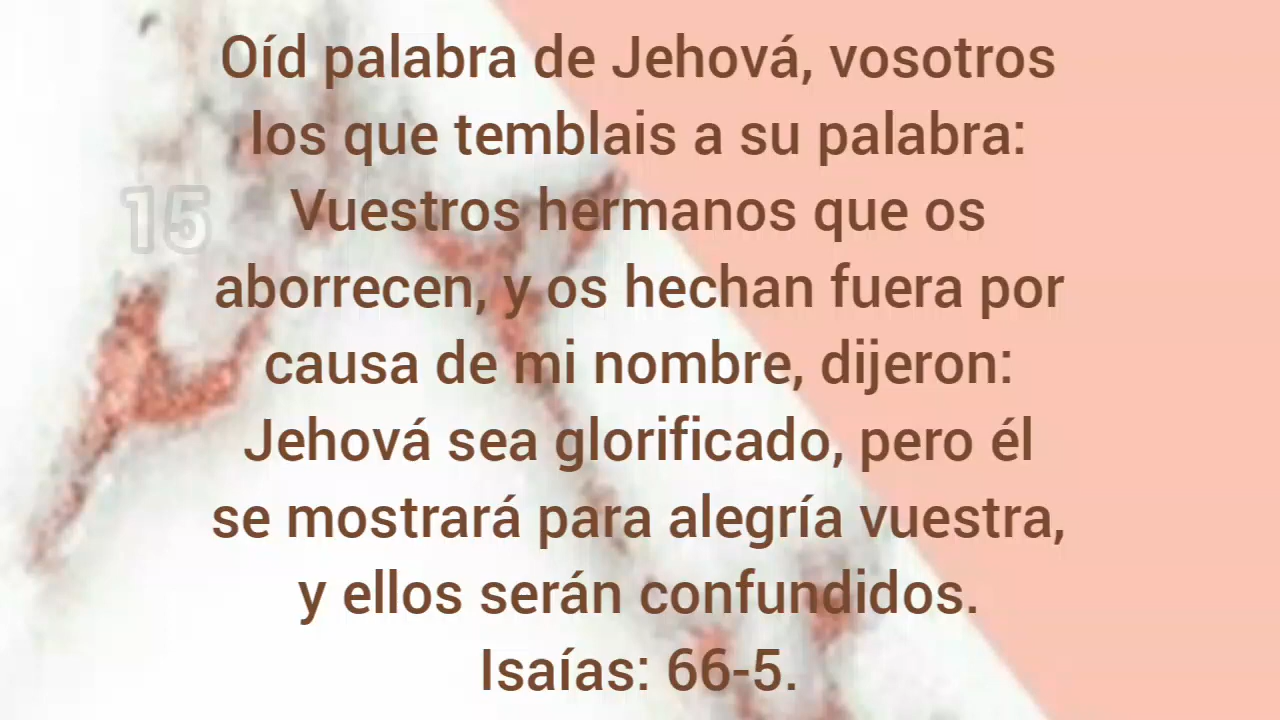 Oíd palabra de Jehová, vosotros
los que temblais a su palabra:
15
Vuestros hermanos que os
aborrecen, y os hechan fuera por
causa de mi nombre, dijeron:
Jehová sea glorificado, pero él
se mostrará para alegría vuestra,
y ellos serán confundidos.
Isaías: 66-5.